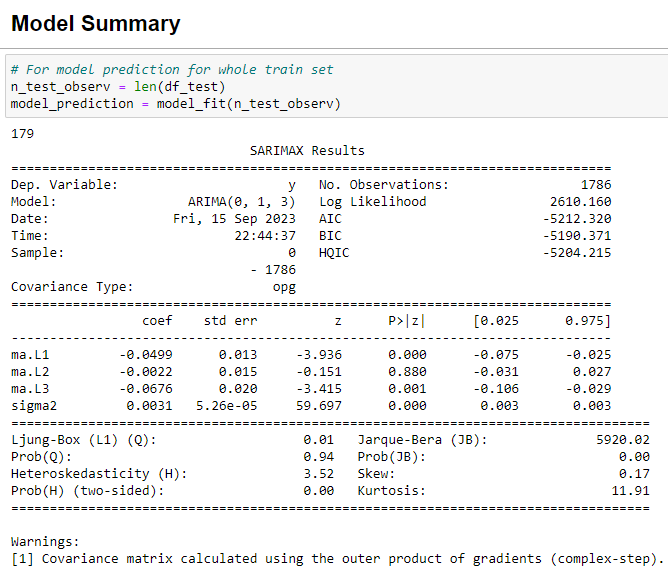 Model Summary
# For model prediction for whole train set
n_test_observ = len(df_test)
model_prediction = model_fit(n_test_observ)
179
                               SARIMAX Results
==============================================================================
Dep. Variable:                      y   No. Observations:                 1786
Model:                 ARIMA(0, 1, 3)   Log Likelihood                2610.160
Date:                Fri, 15 Sep 2023   AIC                          -5212.320
Time:                        22:44:37   BIC                          -5190.371
Sample:                             0   HQIC                         -5204.215
                               - 1786
Covariance Type:                  opg
==============================================================================
                 coef    std err          z      P>|z|      [0.025      0.975]
------------------------------------------------------------------------------
ma.L1         -0.0499      0.013     -3.936      0.000      -0.075      -0.025
ma.L2         -0.0022      0.015     -0.151      0.880      -0.031       0.027
ma.L3         -0.0676      0.020     -3.415      0.001      -0.106      -0.029
sigma2         0.0031   5.26e-05     59.697      0.000       0.003       0.003
===================================================================================
Ljung-Box (L1) (Q):                   0.01   Jarque-Bera (JB):              5920.02
Prob(Q):                              0.94   Prob(JB):                         0.00
Heteroskedasticity (H):               3.52   Skew:                             0.17
Prob(H) (two-sided):                  0.00   Kurtosis:                        11.91
===================================================================================
Warnings:
[1] Covariance matrix calculated using the outer product of gradients (complex-step).